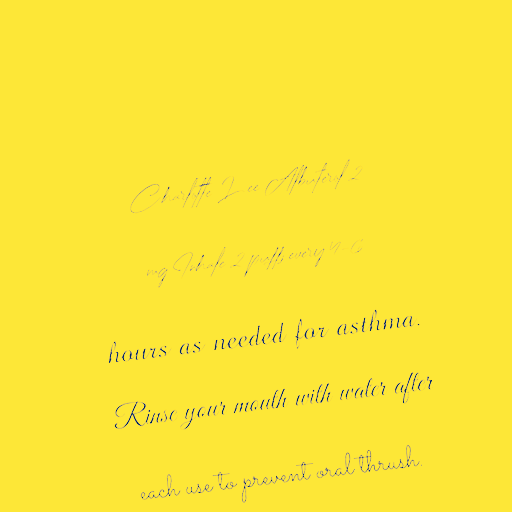 Charlotte Lee Albuterol 2
mg Inhale 2 puffs every 4-6
hours as needed for asthma.
Rinse your mouth with water after
each use to prevent oral thrush.